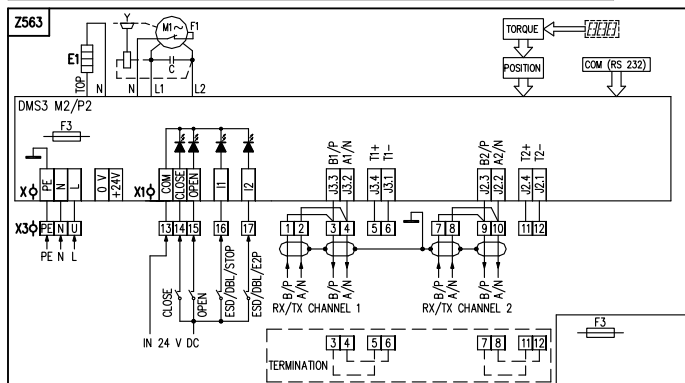 Z563
Y
M1~
F1
E1
C
TORQUE
POSITION
COM (RS 232)
TOP
N
N
L1
L2
DMS3 M2/P2
F3
X
PE
N
L
0 V
+24V
X1
COM
CLOSE
OPEN
I1
I2
J3.3 B1/P
J3.2 A1/N
J3.4 T1+
J3.1 T1-
J2.3 B2/P
J2.2 A2/N
J2.4 T2+
J2.1 T2-
X3
PE N U
13 14 15 16 17
1 2 3 4 5 6
7 8 9 10 11 12
PE N L
CLOSE
OPEN
ESD/DBL/STOP
ESD/DBL/E2P
B/P A/N B/P A/N
RX/TX CHANNEL 1
B/P A/N B/P A/N
RX/TX CHANNEL 2
IN 24 V DC
TERMINATION
3 4 5 6
7 8 11 12
F3